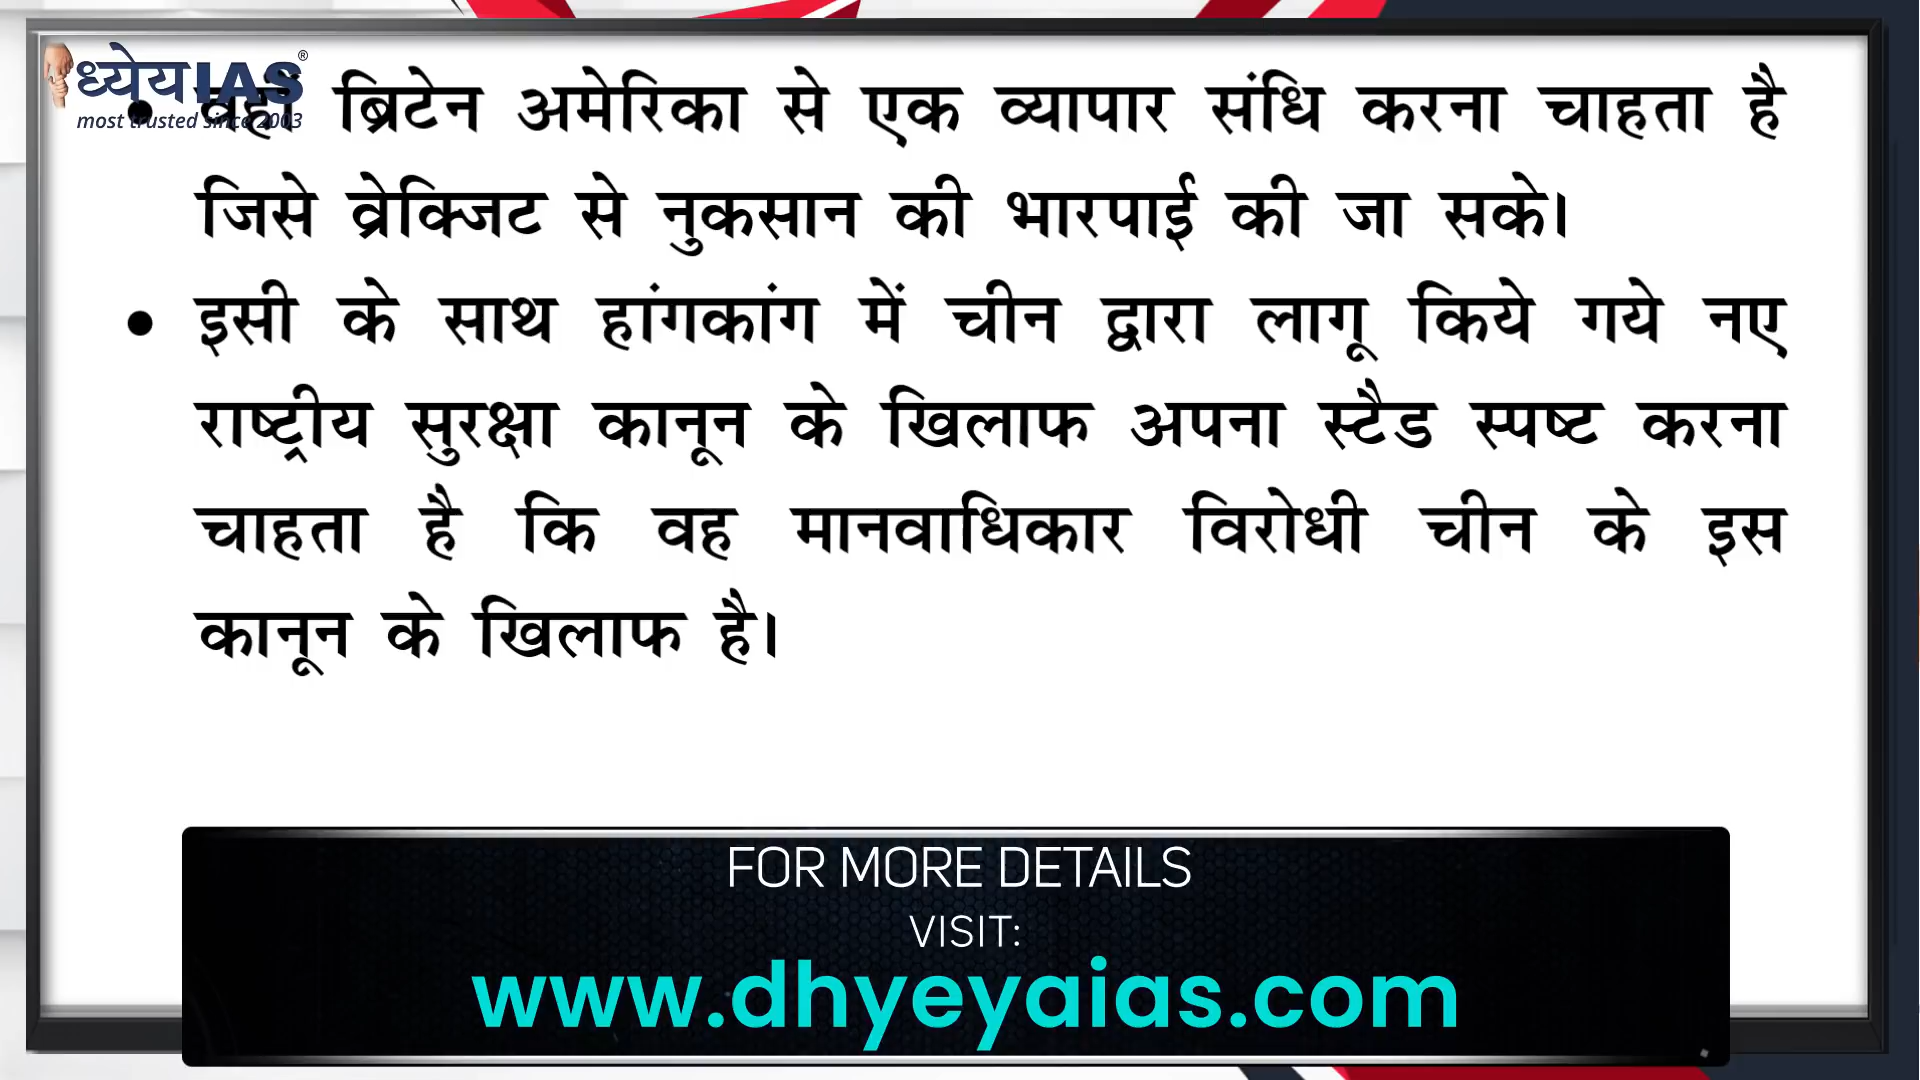 ध्येयIAS®
most trusted since 2003
ब्रिटेन अमेरिका से एक व्यापार संधि करना चाहता है
जिसे व्रेक्जिट से नुकसान की भारपाई की जा सके।
• इसी के साथ हांगकांग में चीन द्वारा लागू किये गये नए
राष्ट्रीय सुरक्षा कानून के खिलाफ अपना स्टैड स्पष्ट करना
चाहता है कि वह मानवाधिकार विरोधी चीन के इस
कानून के खिलाफ है।
FOR MORE DETAILS
VISIT:
www.dhyeyaias.com